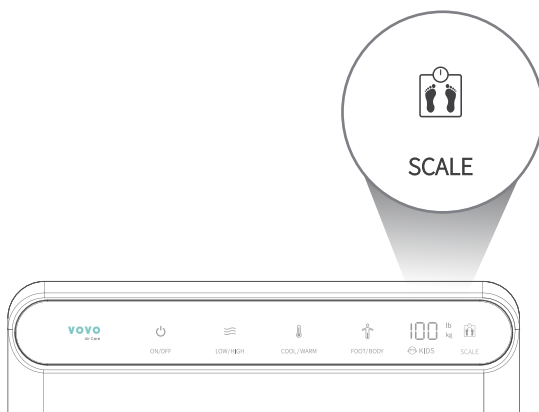 SCALE
VOVO
Air Care
ON/OFF
LOW/HIGH
COOL/WARM
FOOT/BODY
100
lb
kg
KIDS
SCALE